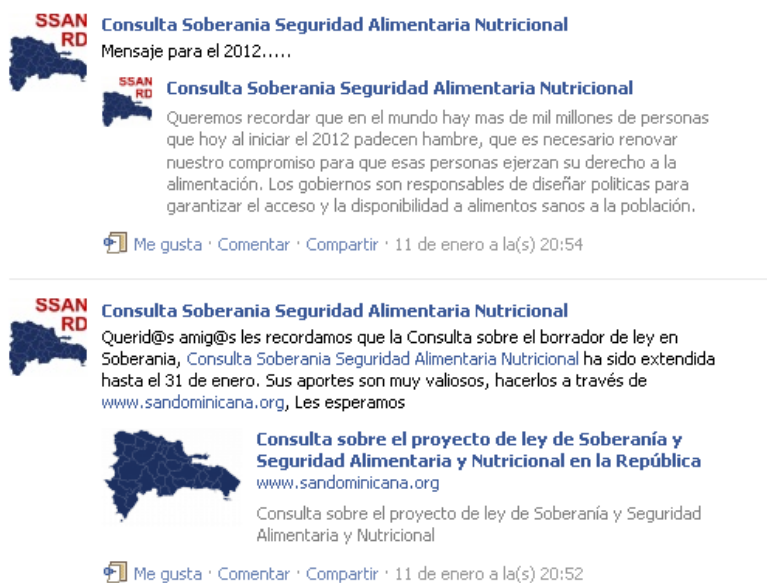 SSAN
RD
Consulta Soberania Seguridad Alimentaria Nutricional
Mensaje para el 2012.....
SSAN
RD
Consulta Soberania Seguridad Alimentaria Nutricional
Queremos recordar que en el mundo hay mas de mil millones de personas
que hoy al iniciar el 2012 padecen hambre, que es necesario renovar
nuestro compromiso para que esas personas ejerzan su derecho a la
alimentación. Los gobiernos son responsables de diseñar politicas para
garantizar el acceso y la disponibilidad a alimentos sanos a la población.
Me gusta · Comentar · Compartir · 11 de enero a la(s) 20:54
SSAN
RD
Consulta Soberania Seguridad Alimentaria Nutricional
Querid@s amig@s les recordamos que la Consulta sobre el borrador de ley en
Soberania, Consulta Soberania Seguridad Alimentaria Nutricional ha sido extendida
hasta el 31 de enero. Sus aportes son muy valiosos, hacerlos a través de
www.sandominicana.org, Les esperamos
Consulta sobre el proyecto de ley de Soberanía y
Seguridad Alimentaria y Nutricional en la República
www.sandominicana.org
Consulta sobre el proyecto de ley de Soberanía y Seguridad
Alimentaria y Nutricional
Me gusta · Comentar · Compartir · 11 de enero a la(s) 20:52